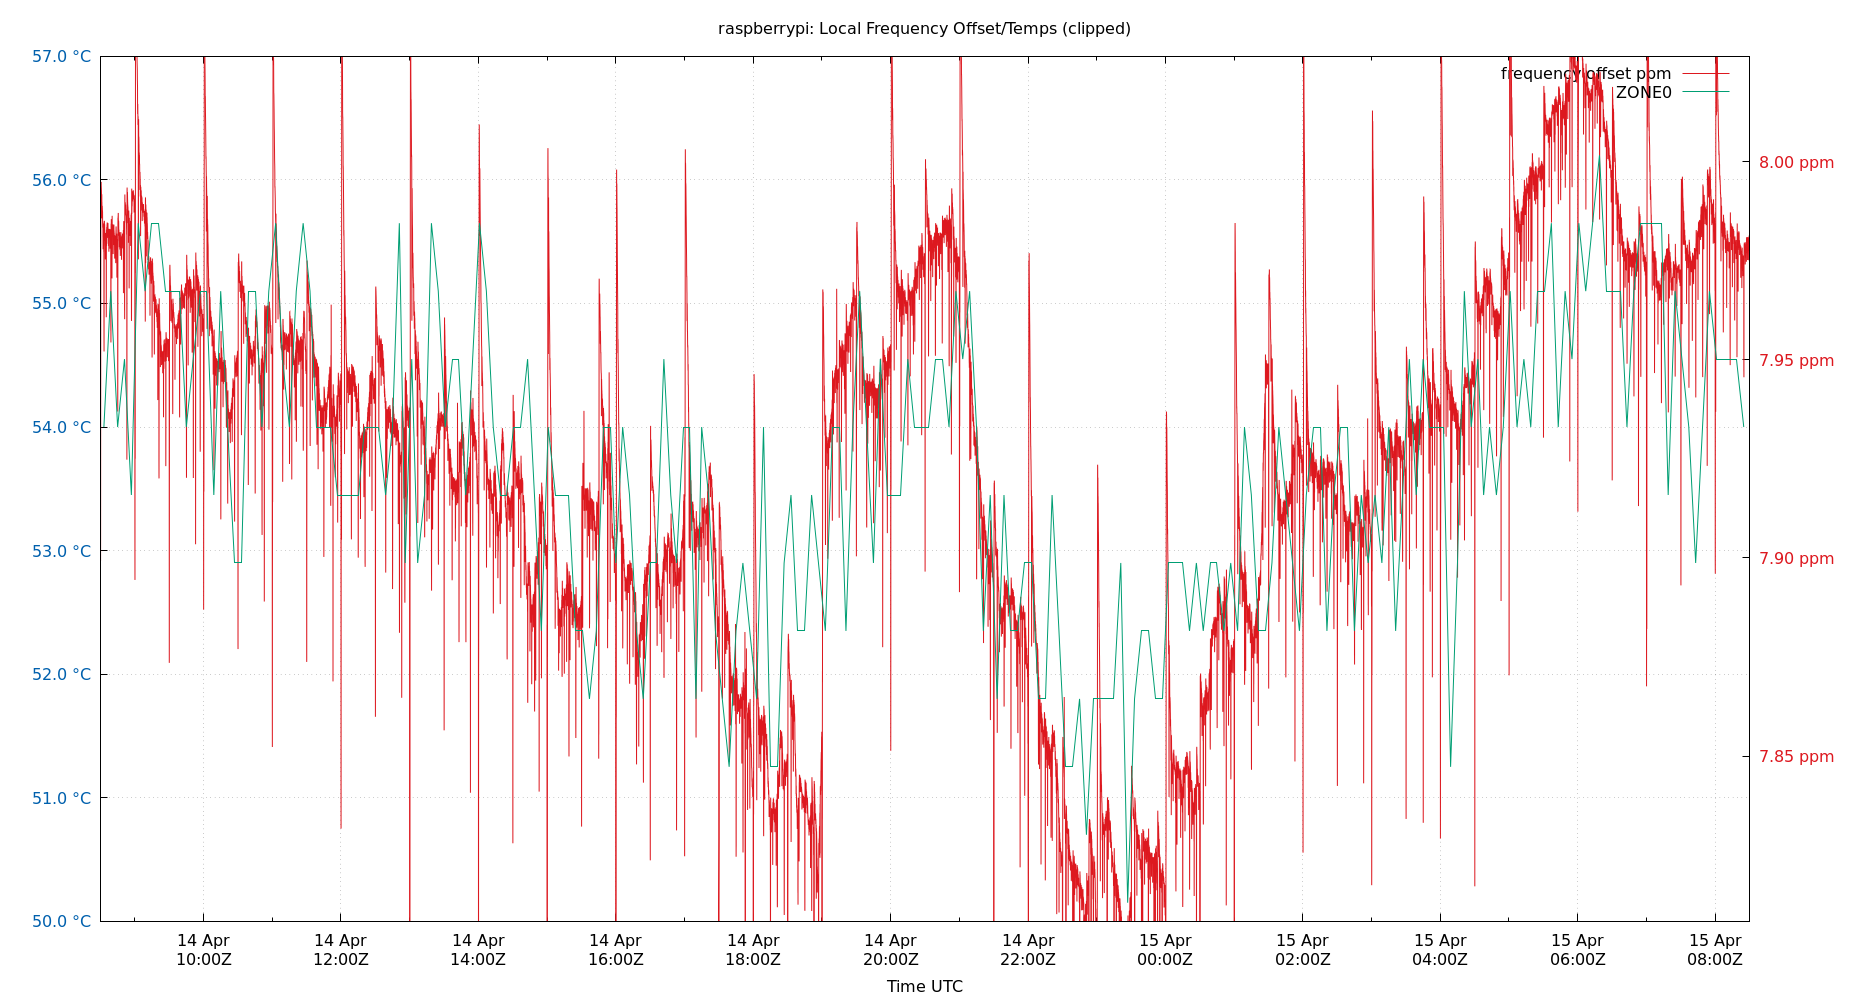 raspberrypi: Local Frequency Offset/Temps (clipped)
57.0 °C
56.0 °C
55.0 °C
54.0 °C
53.0 °C
52.0 °C
51.0 °C
50.0 °C
frequency offset ppm
ZONE0
8.00 ppm
7.95 ppm
7.90 ppm
7.85 ppm
14 Apr 14 Apr 14 Apr 14 Apr 14 Apr 14 Apr 14 Apr 15 Apr 15 Apr 15 Apr 15 Apr 15 Apr
10:00Z 12:00Z 14:00Z 16:00Z 18:00Z 20:00Z 22:00Z 00:00Z 02:00Z 04:00Z 06:00Z 08:00Z
Time UTC